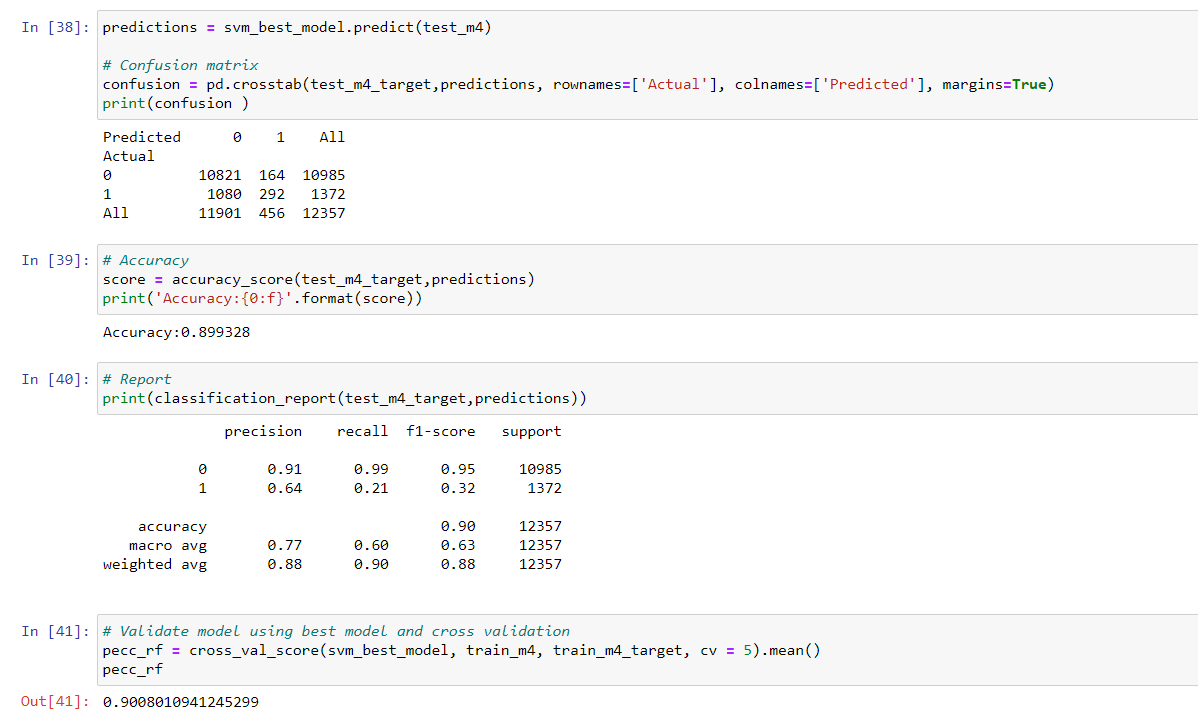 In [38]: predictions = svm_best_model.predict(test_m4)
# Confusion matrix
confusion = pd.crosstab(test_m4_target,predictions, rownames=['Actual'], colnames=['Predicted'], margins=True)
print(confusion )
Predicted 0 1 All
Actual
0 10821 164 10985
1 1080 292 1372
All 11901 456 12357
In [39]: # Accuracy
score = accuracy_score(test_m4_target,predictions)
print('Accuracy:{0:f}'.format(score))
Accuracy:0.899328
In [40]: # Report
print(classification_report(test_m4_target,predictions))
precision recall f1-score support
0 0.91 0.99 0.95 10985
1 0.64 0.21 0.32 1372
accuracy 0.90 12357
macro avg 0.77 0.60 0.63 12357
weighted avg 0.88 0.90 0.88 12357
In [41]: # Validate model using best model and cross validation
pecc_rf = cross_val_score(svm_best_model, train_m4, train_m4_target, cv = 5).mean()
pecc_rf
Out[41]: 0.9008010941245299